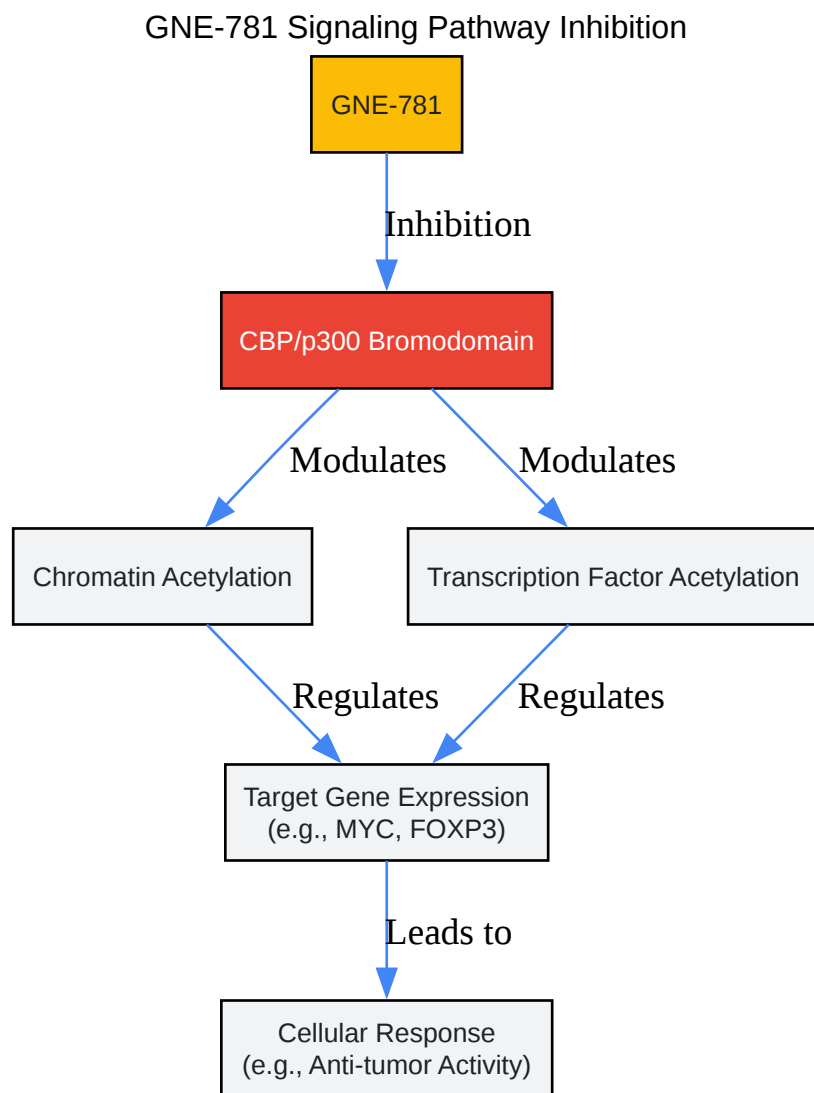 GNE-781 Signaling Pathway Inhibition
GNE-781
Inhibition
CBP/p300 Bromodomain
Modulates
Modulates
Chromatin Acetylation
Transcription Factor Acetylation
Regulates
Regulates
Target Gene Expression
(e.g., MYC, FOXP3)
Leads to
Cellular Response
(e.g., Anti-tumor Activity)